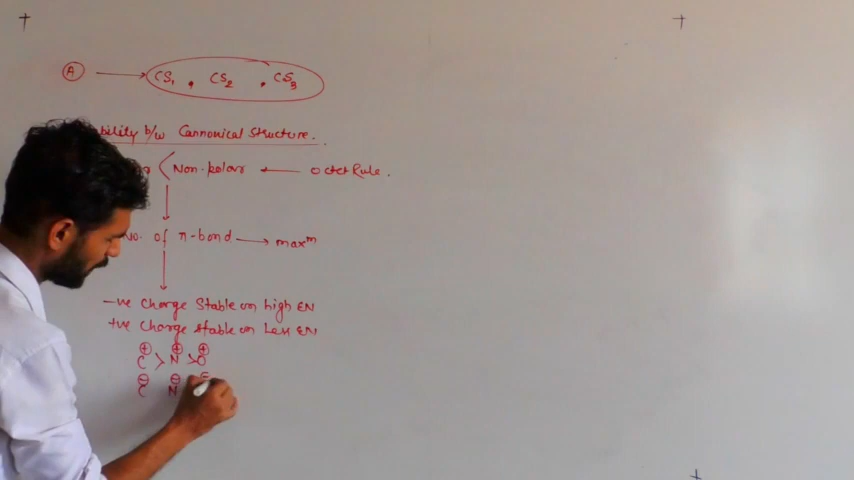 A → CS1 , CS2 , CS3
bility b/w Cannonical Structure.
< Non-polar ← octet Rule.
No. of π-bond → maxᵐ
-ve charge Stable on high EN
+ve charge stable on Less EN
⊕ ⊕ ⊕
C > N > O
⊖ ⊖ ⊖
C N